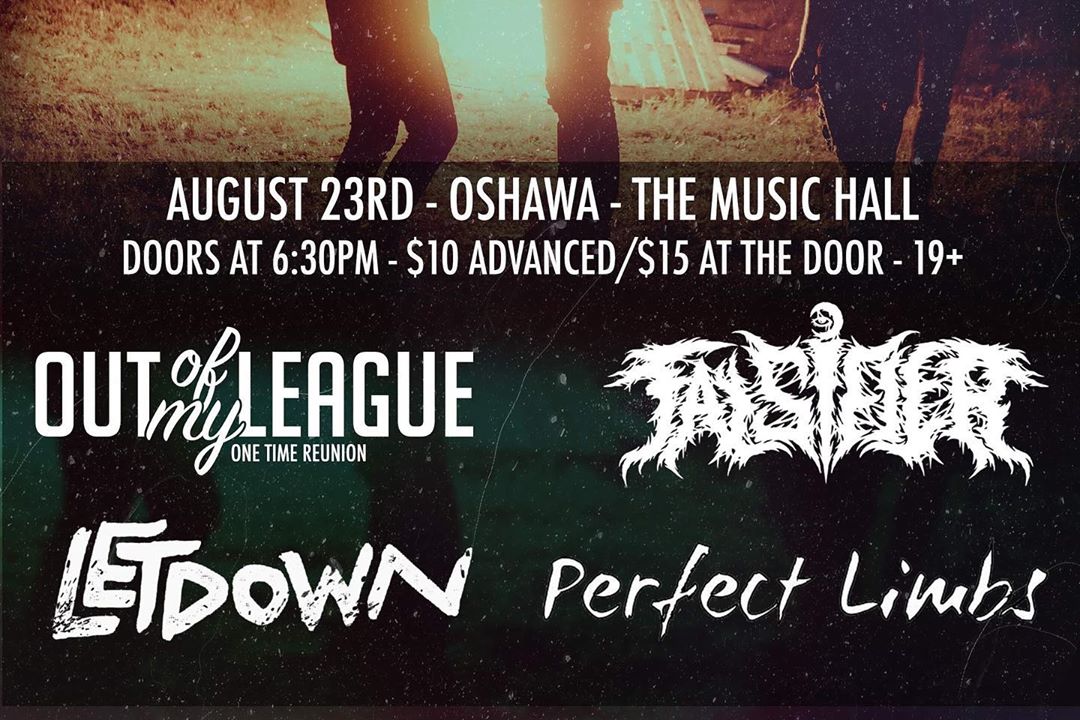 AUGUST 23RD - OSHAWA - THE MUSIC HALL
DOORS AT 6:30PM - $10 ADVANCED/$15 AT THE DOOR - 19+
OUT of my LEAGUE
ONE TIME REUNION
FALSIFIER
LETDOWN
Perfect Limbs